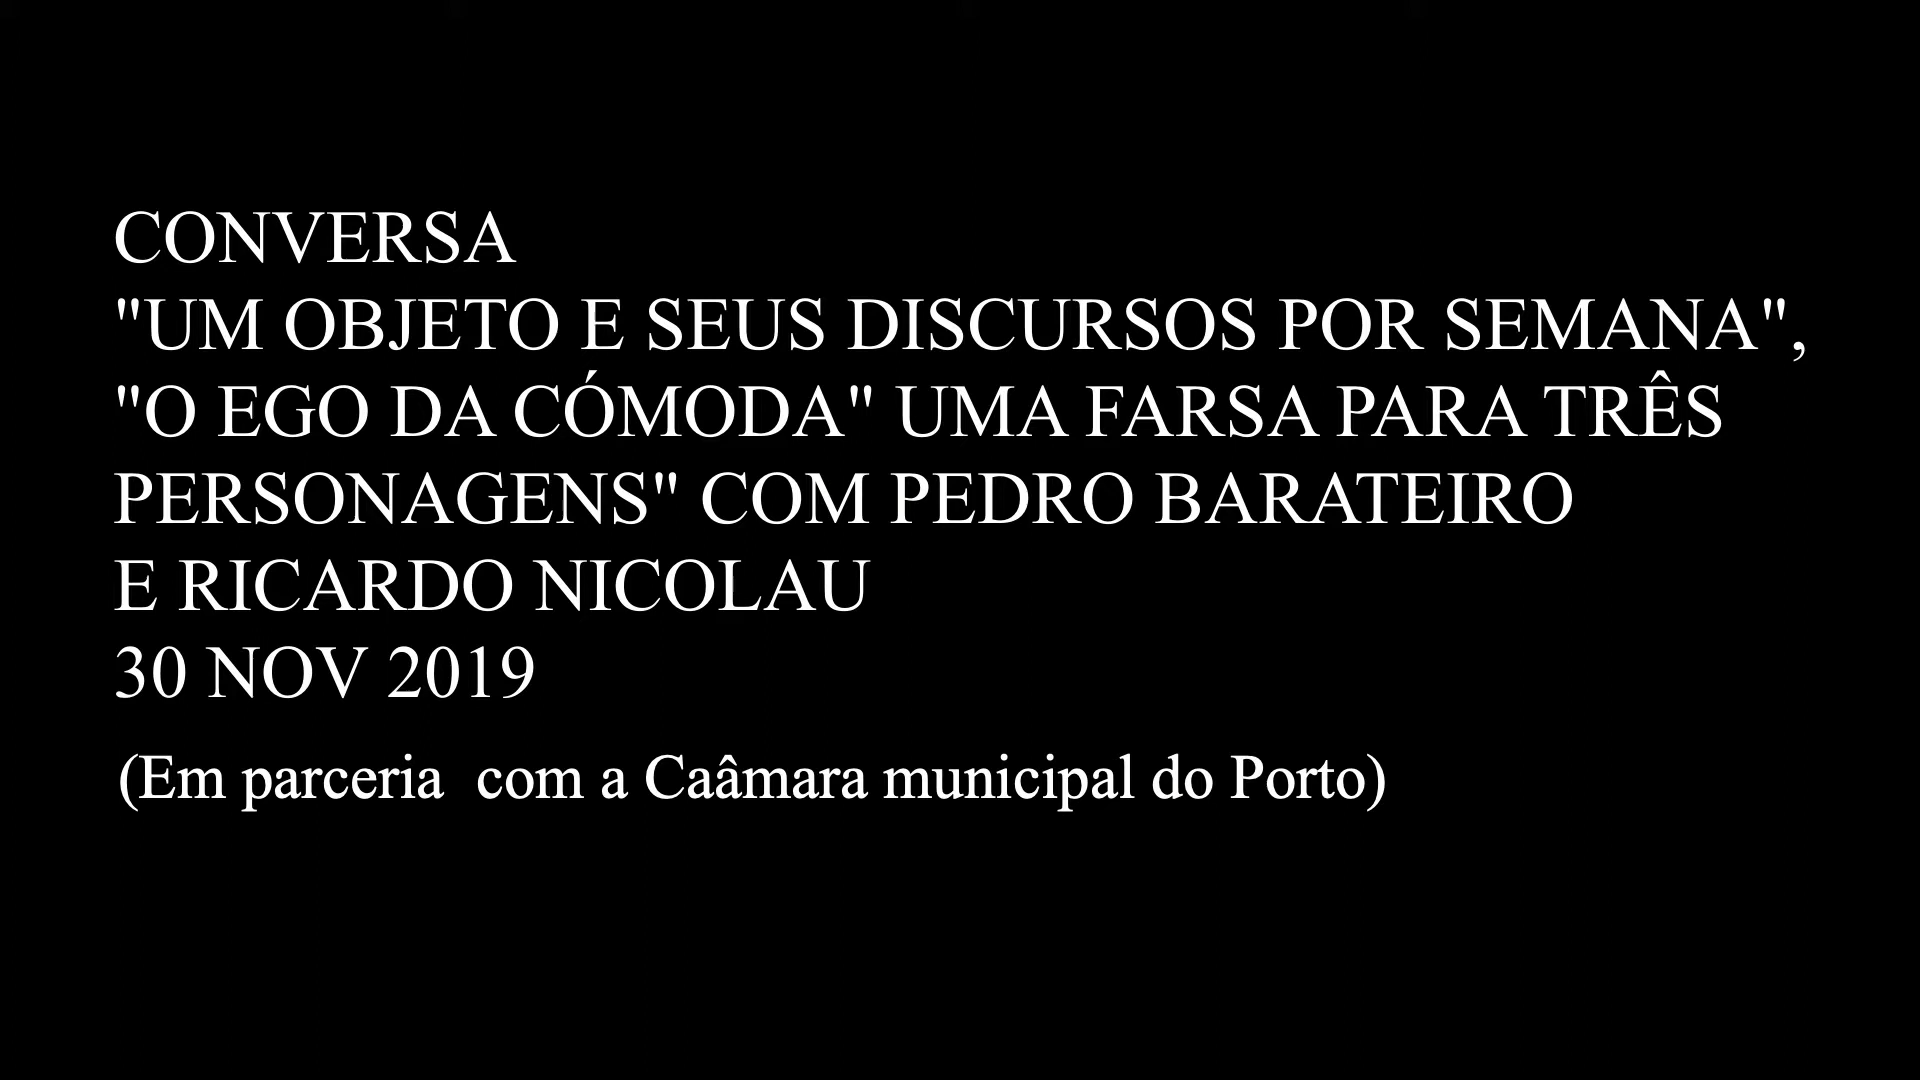 CONVERSA
"UM OBJETO E SEUS DISCURSOS POR SEMANA",
"O EGO DA CÓMODA" UMA FARSA PARA TRÊS
PERSONAGENS" COM PEDRO BARATEIRO
E RICARDO NICOLAU
30 NOV 2019
(Em parceria  com a Caâmara municipal do Porto)